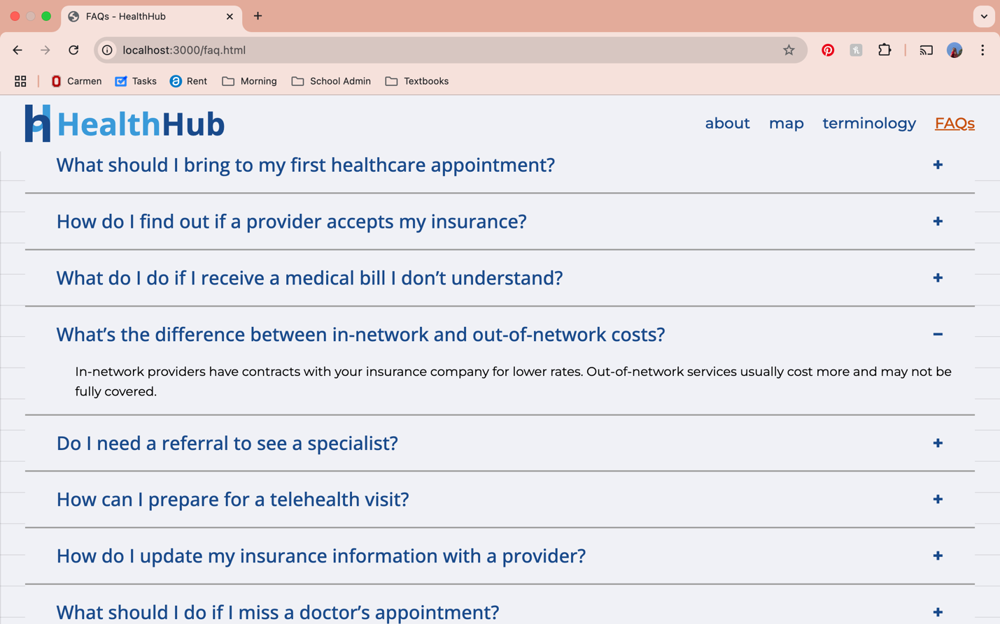 FAQs - HealthHub
localhost:3000/faq.html
Carmen Tasks Rent Morning School Admin Textbooks
HealthHub about map terminology FAQs
What should I bring to my first healthcare appointment? +
How do I find out if a provider accepts my insurance? +
What do I do if I receive a medical bill I don’t understand? +
What’s the difference between in-network and out-of-network costs? −
In-network providers have contracts with your insurance company for lower rates. Out-of-network services usually cost more and may not be
fully covered.
Do I need a referral to see a specialist? +
How can I prepare for a telehealth visit? +
How do I update my insurance information with a provider? +
What should I do if I miss a doctor’s appointment? +